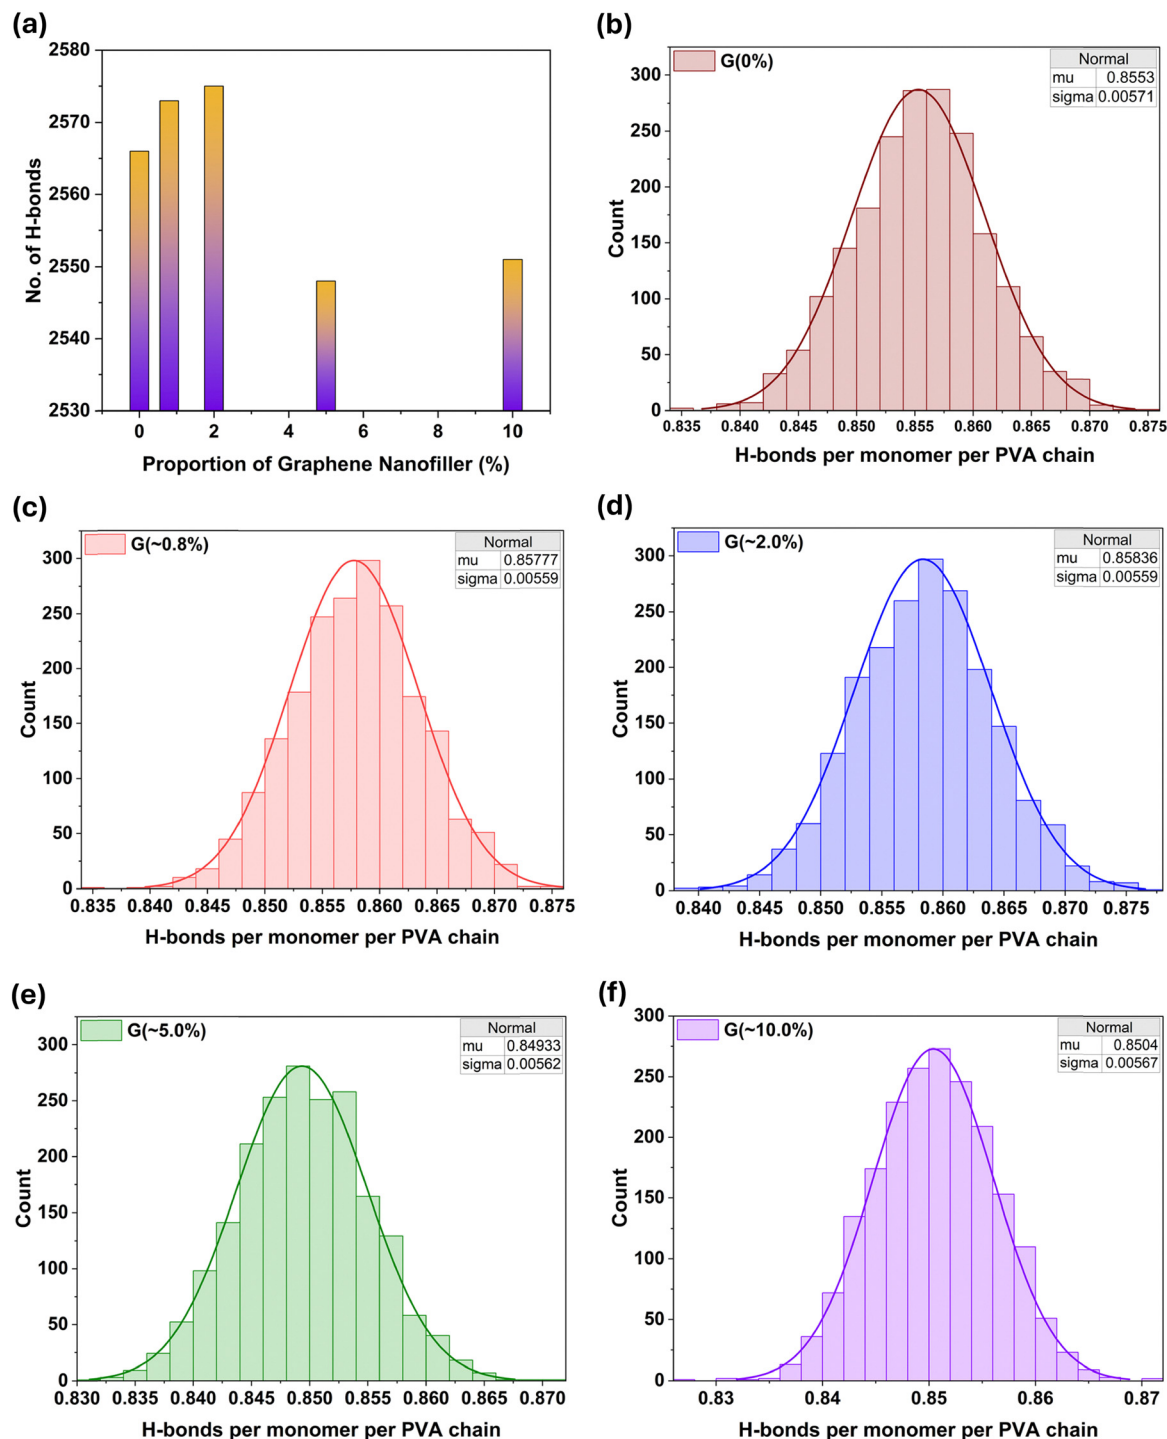 (a)
2580
2570
2560
2550
2540
2530
No. of H-bonds
0 2 4 6 8 10
Proportion of Graphene Nanofiller (%)
(b)
G(0%)
Normal
mu 0.8553
sigma 0.00571
300
250
200
150
100
50
0
Count
0.835 0.840 0.845 0.850 0.855 0.860 0.865 0.870 0.875
H-bonds per monomer per PVA chain
(c)
G(~0.8%)
Normal
mu 0.85777
sigma 0.00559
300
250
200
150
100
50
0
Count
0.835 0.840 0.845 0.850 0.855 0.860 0.865 0.870 0.875
H-bonds per monomer per PVA chain
(d)
G(~2.0%)
Normal
mu 0.85836
sigma 0.00559
300
250
200
150
100
50
0
Count
0.840 0.845 0.850 0.855 0.860 0.865 0.870 0.875
H-bonds per monomer per PVA chain
(e)
G(~5.0%)
Normal
mu 0.84933
sigma 0.00562
300
250
200
150
100
50
0
Count
0.830 0.835 0.840 0.845 0.850 0.855 0.860 0.865 0.870
H-bonds per monomer per PVA chain
(f)
G(~10.0%)
Normal
mu 0.8504
sigma 0.00567
300
250
200
150
100
50
0
Count
0.83 0.84 0.85 0.86 0.87
H-bonds per monomer per PVA chain